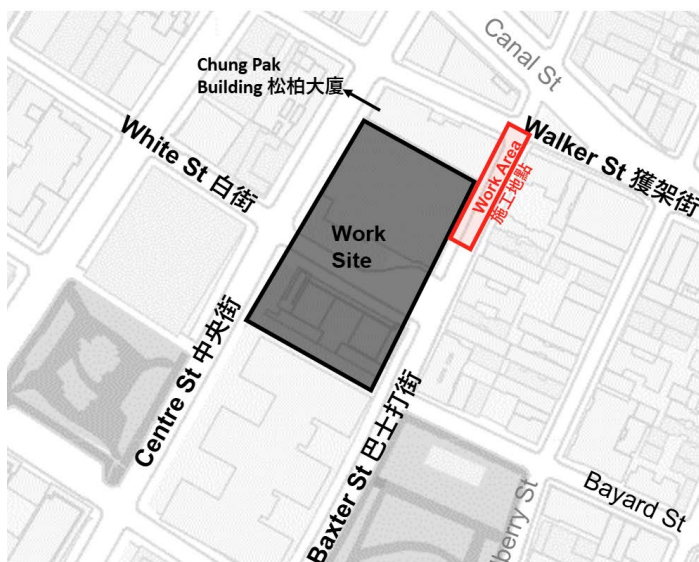 Canal St
Chung Pak
Building 松柏大廈
White St 白街
Walker St 獲架街
Work Area
施工地點
Work
Site
Centre St 中央街
Baxter St 巴士打街
Bayard St